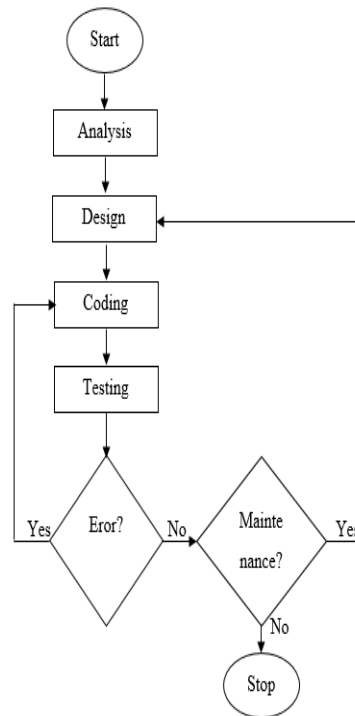 Start
Analysis
Design
Coding
Testing
Eror?
Yes
No
Mainte
nance?
Yes
No
Stop